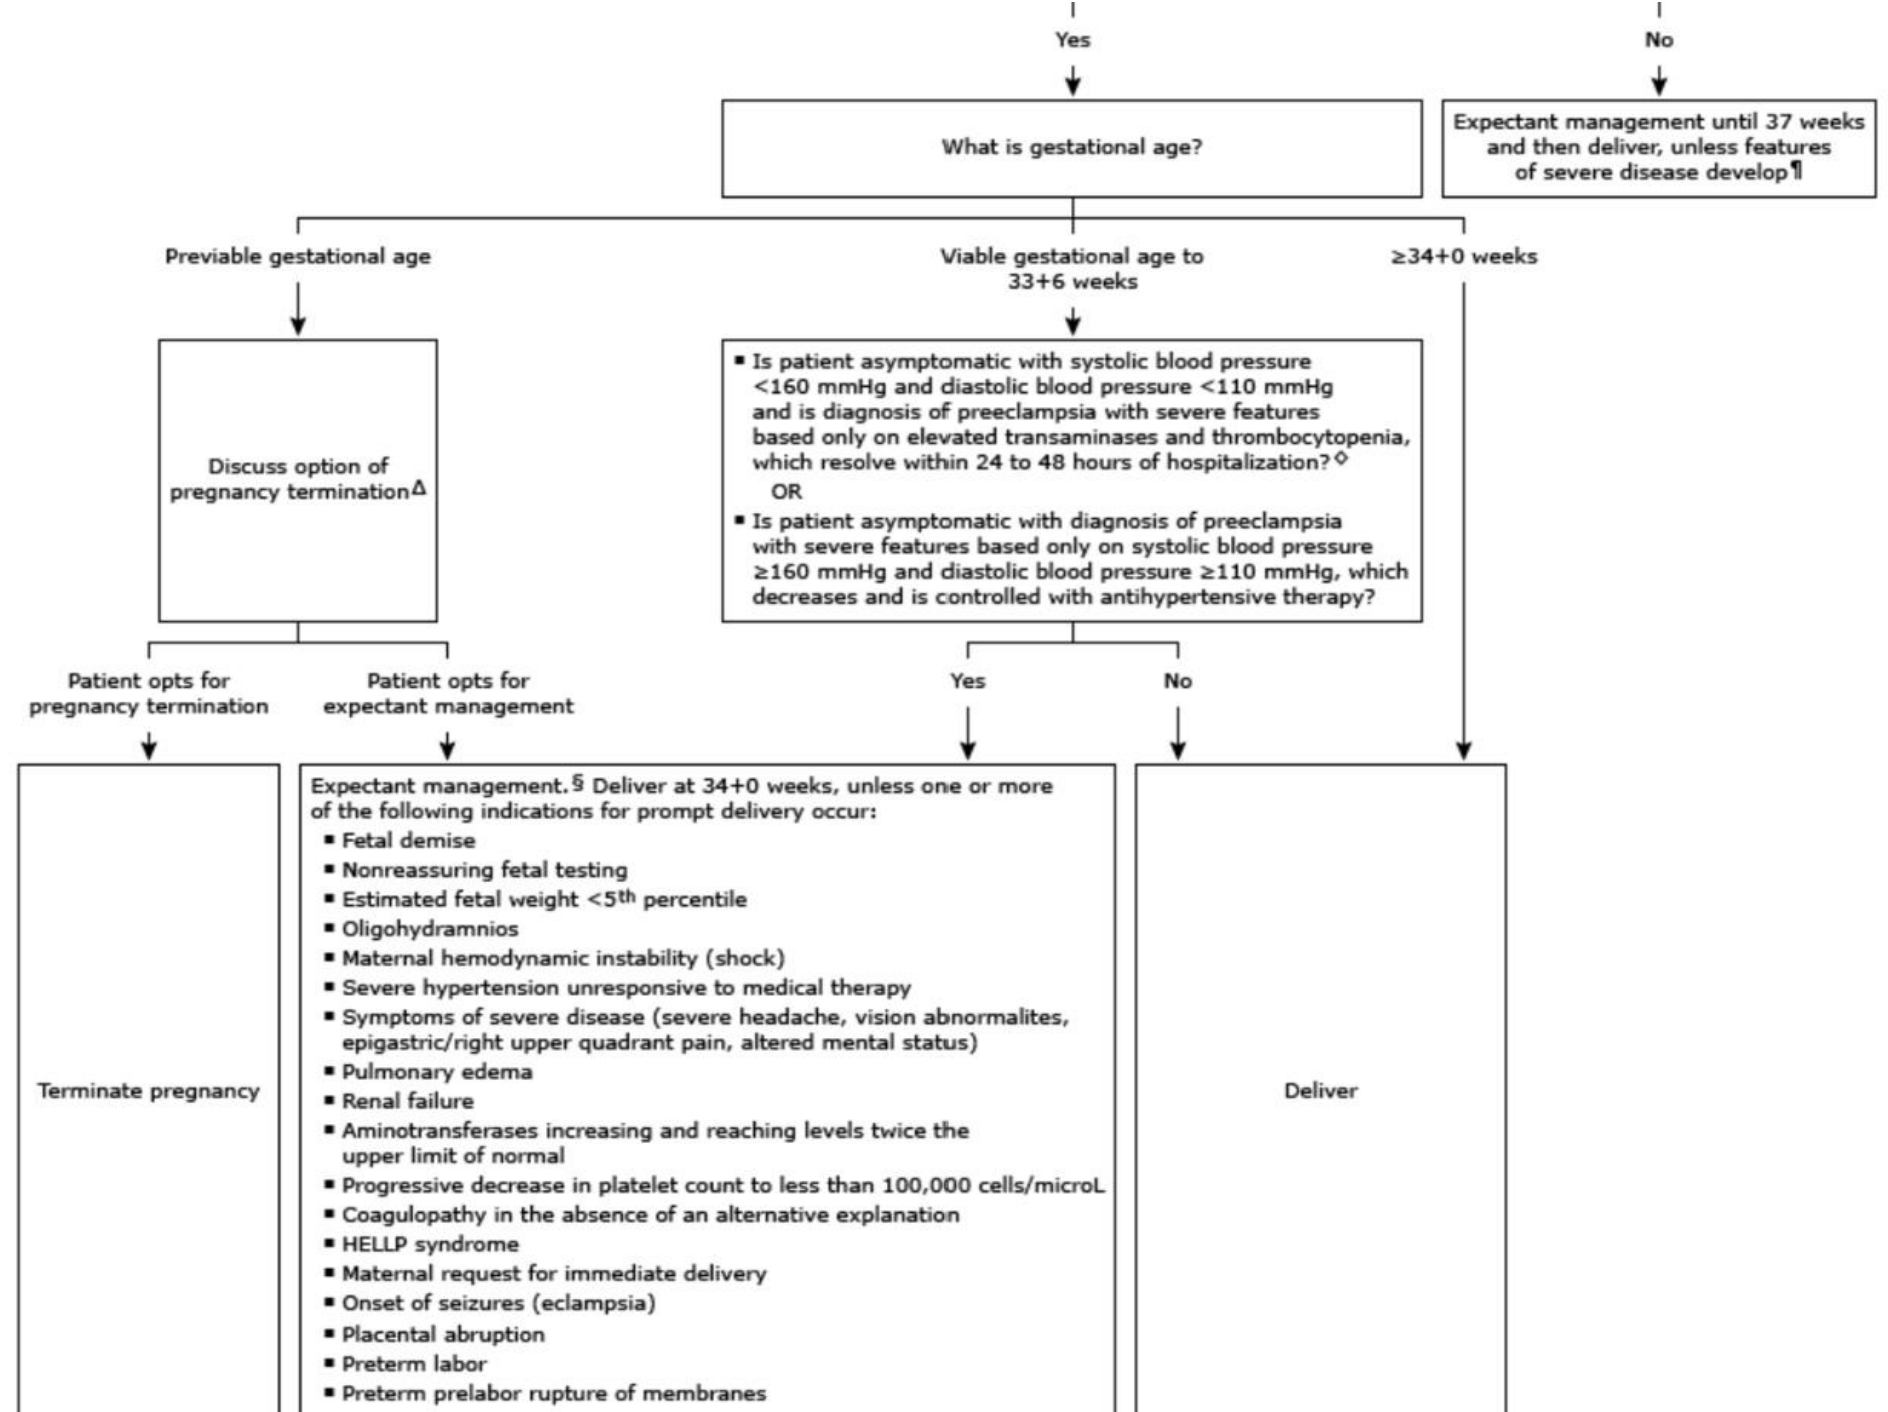 Yes
No
What is gestational age?
Expectant management until 37 weeks
and then deliver, unless features
of severe disease develop¶
Previable gestational age
Viable gestational age to
33+6 weeks
≥34+0 weeks
Discuss option of
pregnancy terminationΔ
▪ Is patient asymptomatic with systolic blood pressure
<160 mmHg and diastolic blood pressure <110 mmHg
and is diagnosis of preeclampsia with severe features
based only on elevated transaminases and thrombocytopenia,
which resolve within 24 to 48 hours of hospitalization?◇
OR
▪ Is patient asymptomatic with diagnosis of preeclampsia
with severe features based only on systolic blood pressure
≥160 mmHg and diastolic blood pressure ≥110 mmHg, which
decreases and is controlled with antihypertensive therapy?
Patient opts for
pregnancy termination
Patient opts for
expectant management
Yes
No
Terminate pregnancy
Expectant management.§ Deliver at 34+0 weeks, unless one or more
of the following indications for prompt delivery occur:
▪ Fetal demise
▪ Nonreassuring fetal testing
▪ Estimated fetal weight <5th percentile
▪ Oligohydramnios
▪ Maternal hemodynamic instability (shock)
▪ Severe hypertension unresponsive to medical therapy
▪ Symptoms of severe disease (severe headache, vision abnormalites,
epigastric/right upper quadrant pain, altered mental status)
▪ Pulmonary edema
▪ Renal failure
▪ Aminotransferases increasing and reaching levels twice the
upper limit of normal
▪ Progressive decrease in platelet count to less than 100,000 cells/microL
▪ Coagulopathy in the absence of an alternative explanation
▪ HELLP syndrome
▪ Maternal request for immediate delivery
▪ Onset of seizures (eclampsia)
▪ Placental abruption
▪ Preterm labor
▪ Preterm prelabor rupture of membranes
Deliver